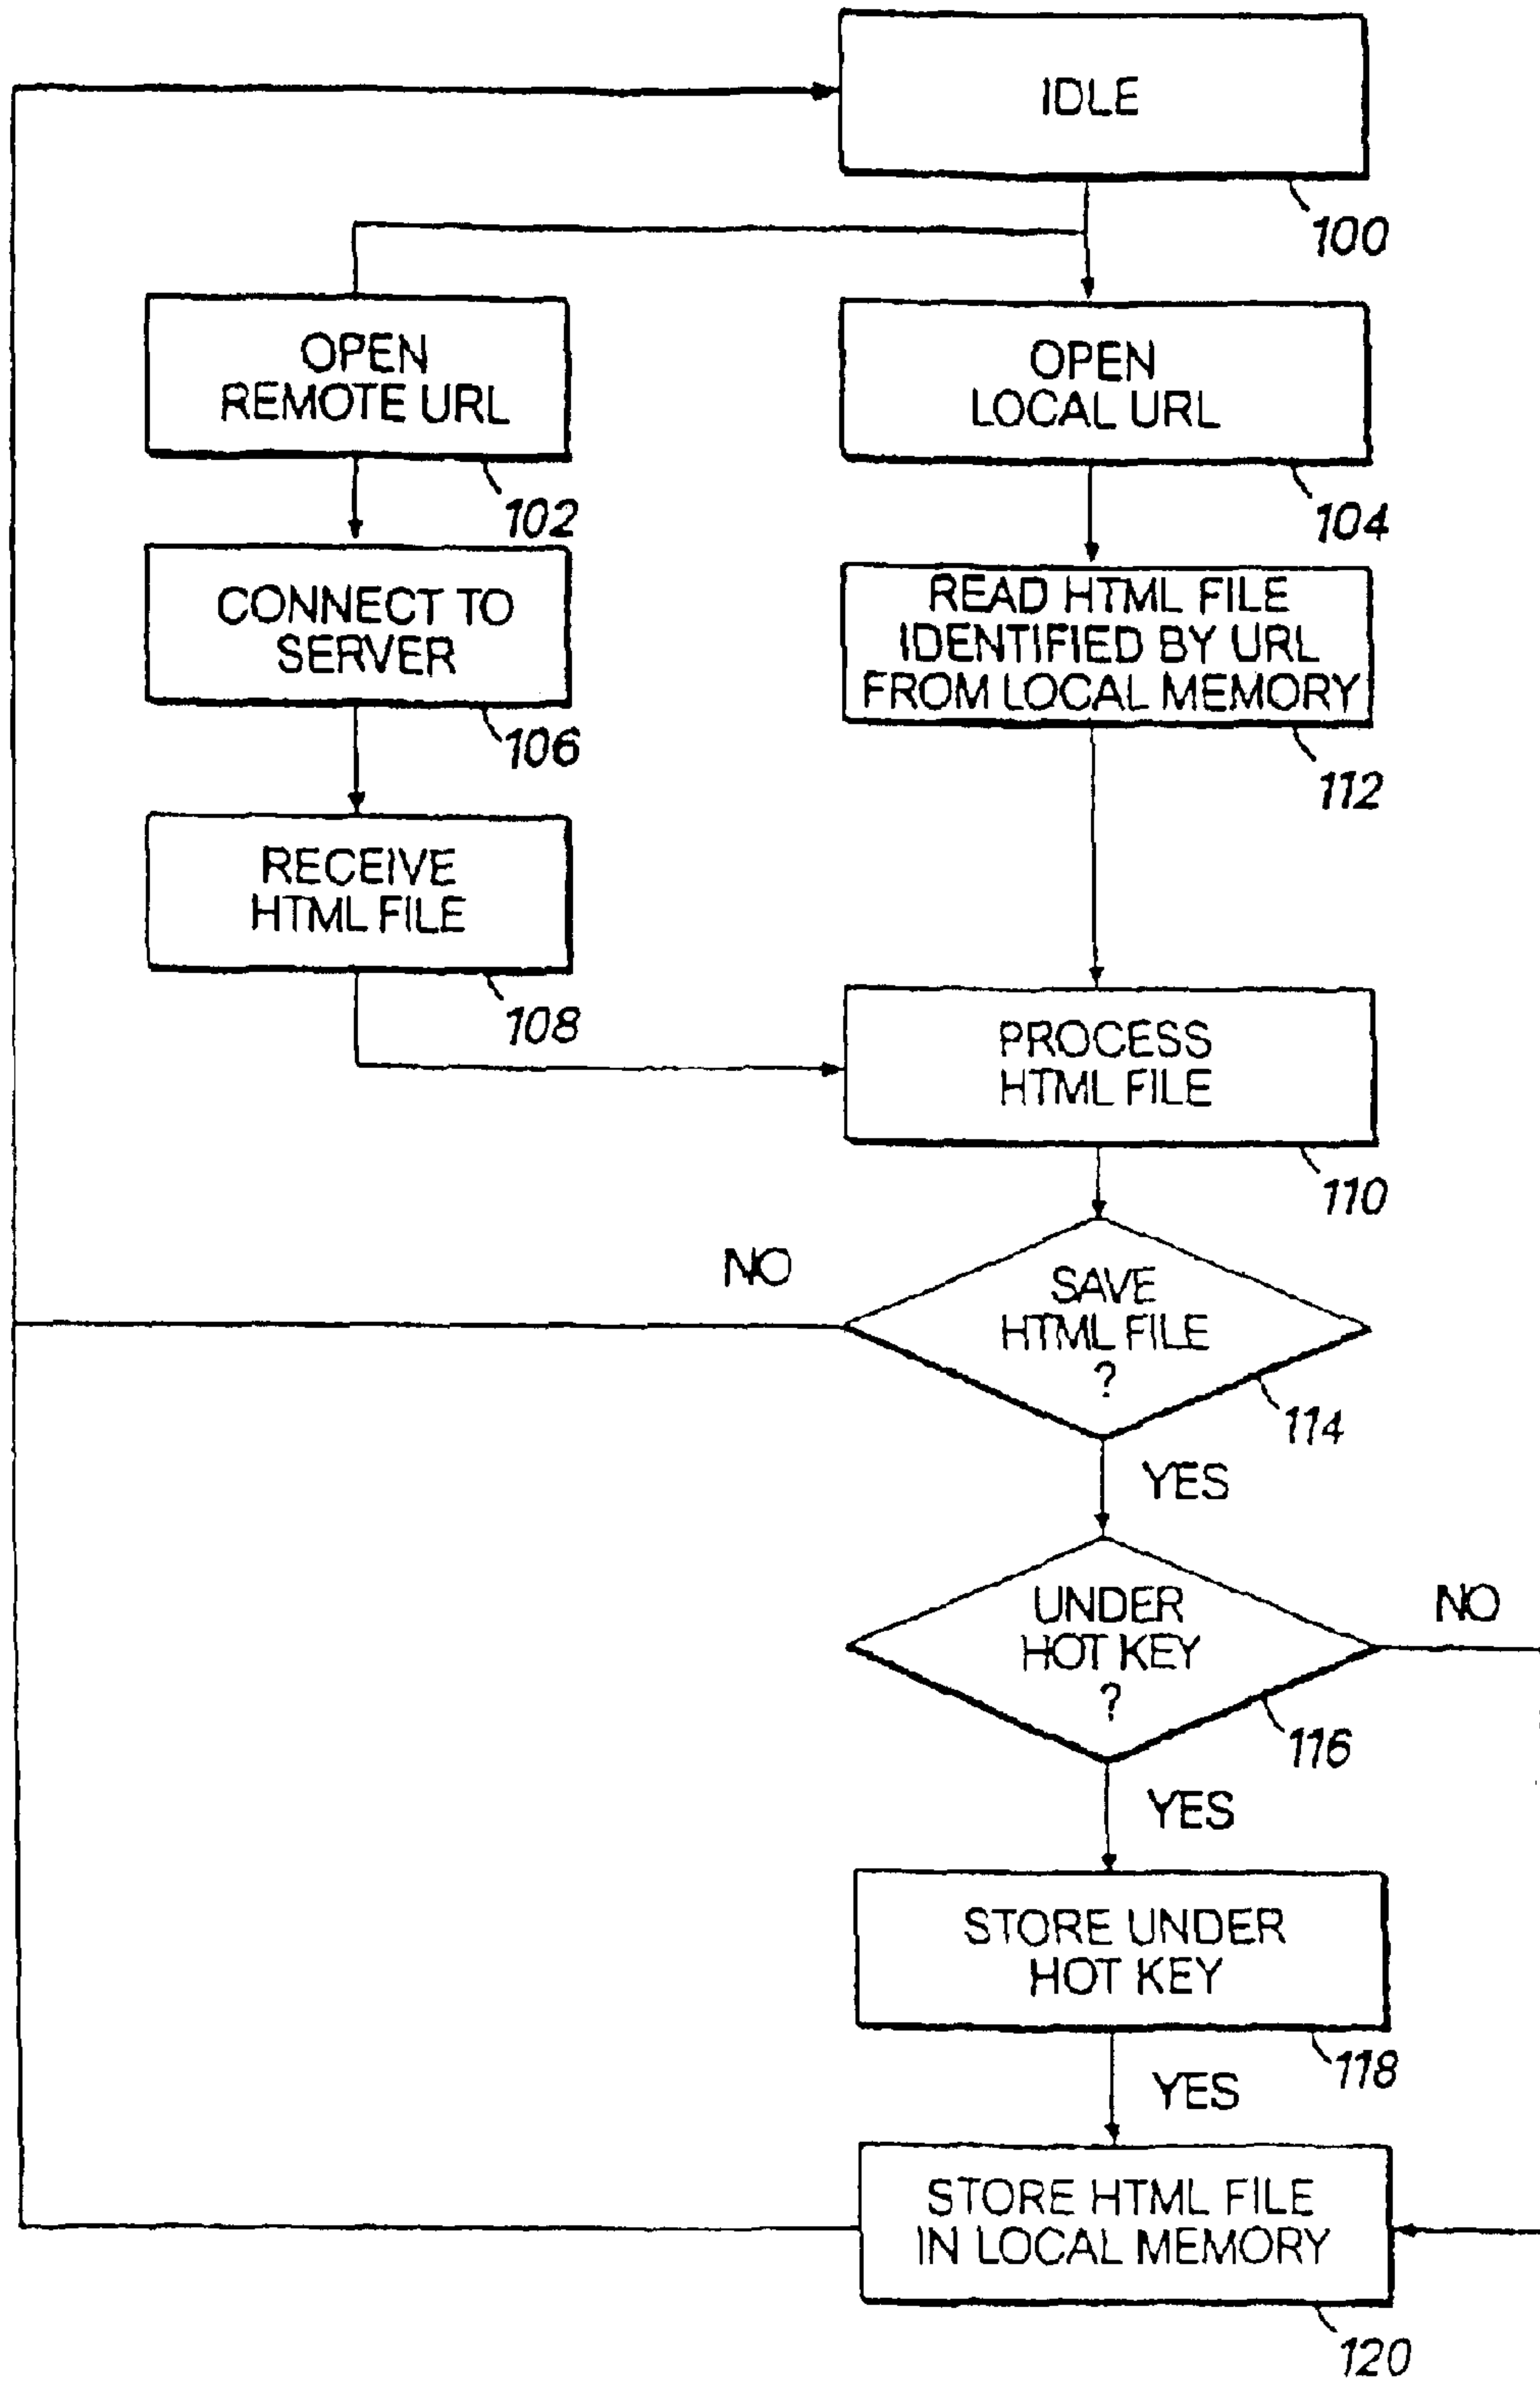 IDLE
100
OPEN
REMOTE URL
102
OPEN
LOCAL URL
104
CONNECT TO
SERVER
106
READ HTML FILE
IDENTIFIED BY URL
FROM LOCAL MEMORY
112
RECEIVE
HTML FILE
108
PROCESS
HTML FILE
110
NO
SAVE
HTML FILE
?
114
YES
UNDER
HOT KEY
?
NO
116
YES
STORE UNDER
HOT KEY
118
YES
STORE HTML FILE
IN LOCAL MEMORY
120